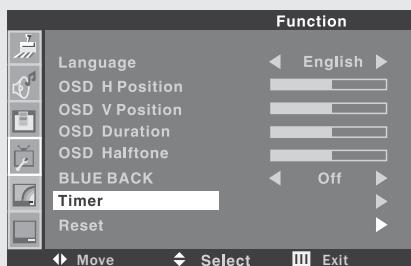 Function
Language English
OSD H Position
OSD V Position
OSD Duration
OSD Halftone
BLUE BACK Off
Timer
Reset
Move Select Exit